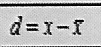 d = x − x̄